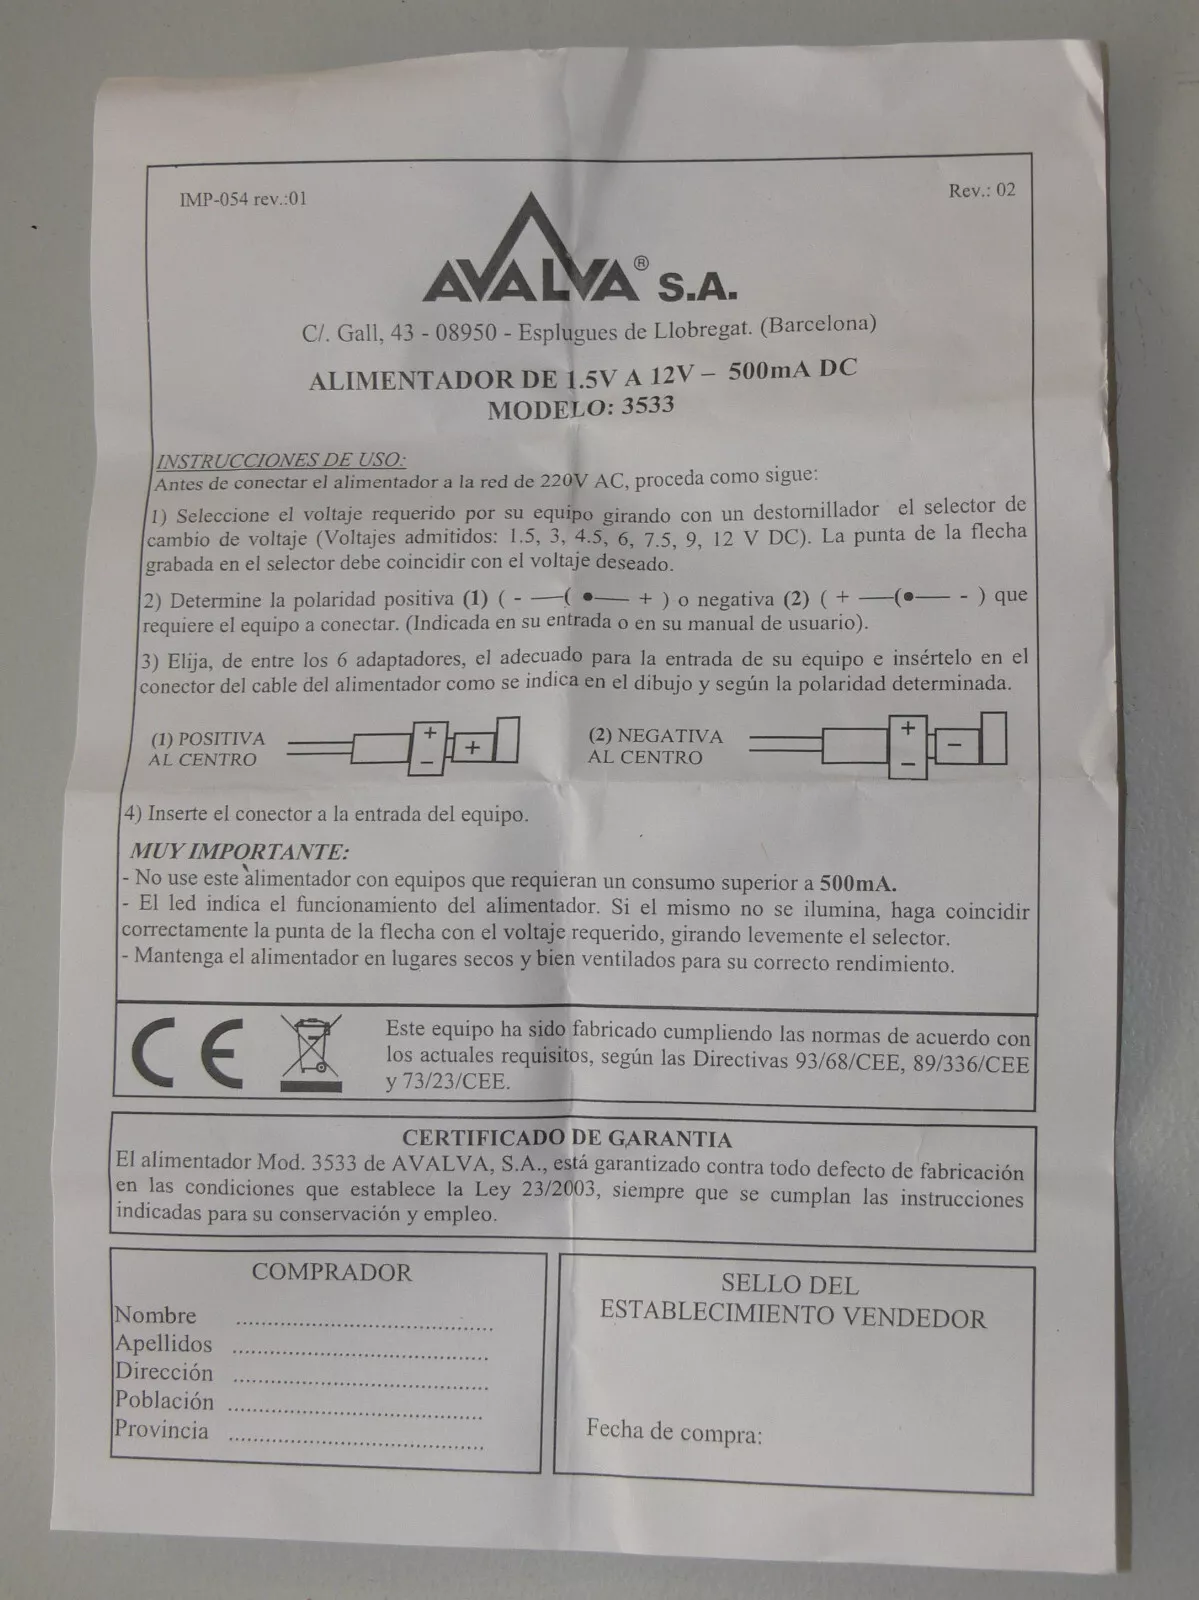 IMP-054 rev.:01
Rev.: 02
AVALVA® S.A.
C/. Gall, 43 - 08950 - Esplugues de Llobregat. (Barcelona)
ALIMENTADOR DE 1.5V A 12V – 500mA DC
MODELO: 3533
INSTRUCCIONES DE USO:
Antes de conectar el alimentador a la red de 220V AC, proceda como sigue:
1) Seleccione el voltaje requerido por su equipo girando con un destornillador el selector de
cambio de voltaje (Voltajes admitidos: 1.5, 3, 4.5, 6, 7.5, 9, 12 V DC). La punta de la flecha
grabada en el selector debe coincidir con el voltaje deseado.
2) Determine la polaridad positiva (1) ( - —( ●— + ) o negativa (2) ( + —(●— - ) que
requiere el equipo a conectar. (Indicada en su entrada o en su manual de usuario).
3) Elija, de entre los 6 adaptadores, el adecuado para la entrada de su equipo e insértelo en el
conector del cable del alimentador como se indica en el dibujo y según la polaridad determinada.
(1) POSITIVA
AL CENTRO
+
–
+
(2) NEGATIVA
AL CENTRO
+
–
–
4) Inserte el conector a la entrada del equipo.
MUY IMPORTANTE:
- No use este alimentador con equipos que requieran un consumo superior a 500mA.
- El led indica el funcionamiento del alimentador. Si el mismo no se ilumina, haga coincidir
correctamente la punta de la flecha con el voltaje requerido, girando levemente el selector.
- Mantenga el alimentador en lugares secos y bien ventilados para su correcto rendimiento.
CE
Este equipo ha sido fabricado cumpliendo las normas de acuerdo con
los actuales requisitos, según las Directivas 93/68/CEE, 89/336/CEE
y 73/23/CEE.
CERTIFICADO DE GARANTIA
El alimentador Mod. 3533 de AVALVA, S.A., está garantizado contra todo defecto de fabricación
en las condiciones que establece la Ley 23/2003, siempre que se cumplan las instrucciones
indicadas para su conservación y empleo.
COMPRADOR
Nombre ..........................................
Apellidos ..........................................
Dirección ..........................................
Población ..........................................
Provincia ..........................................
SELLO DEL
ESTABLECIMIENTO VENDEDOR
Fecha de compra: